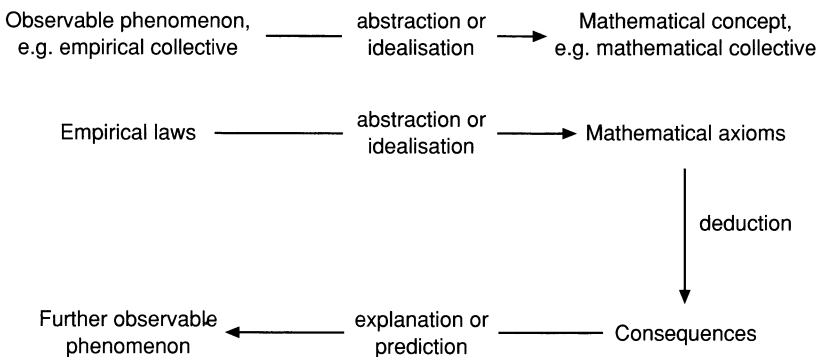 Observable phenomenon,
e.g. empirical collective
abstraction or
idealisation
Mathematical concept,
e.g. mathematical collective
Empirical laws
abstraction or
idealisation
Mathematical axioms
deduction
Further observable
phenomenon
explanation or
prediction
Consequences